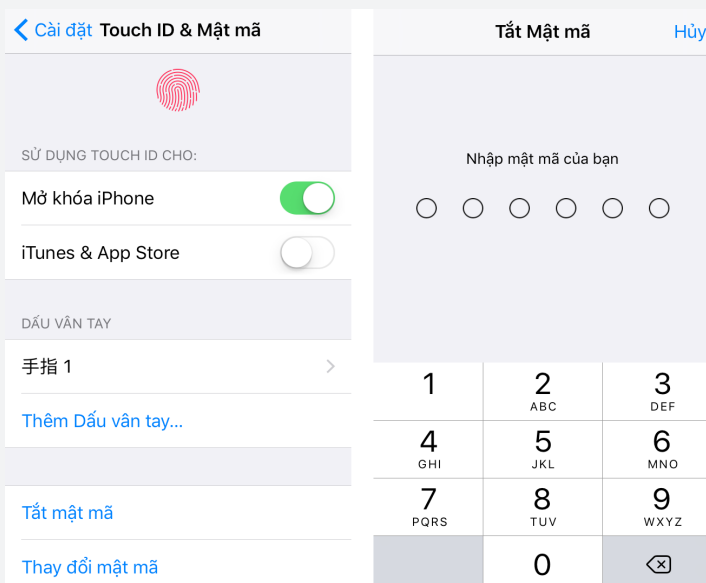 Cài đặt Touch ID & Mật mã
SỬ DỤNG TOUCH ID CHO:
Mở khóa iPhone
iTunes & App Store
DẤU VÂN TAY
手指 1
Thêm Dấu vân tay...
Tắt mật mã
Thay đổi mật mã
Tắt Mật mã Hủy
Nhập mật mã của bạn
1 2 3
ABC DEF
4 5 6
GHI JKL MNO
7 8 9
PQRS TUV WXYZ
0